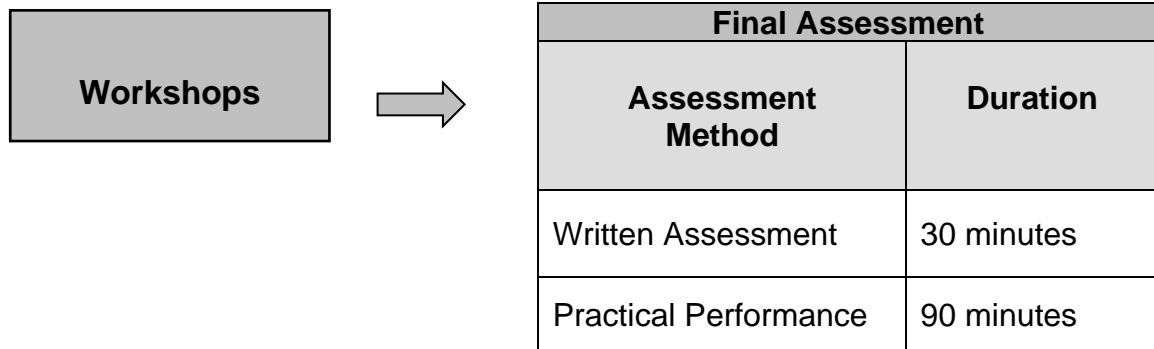 Workshops
Final Assessment
Assessment
Method
Duration
Written Assessment
30 minutes
Practical Performance
90 minutes